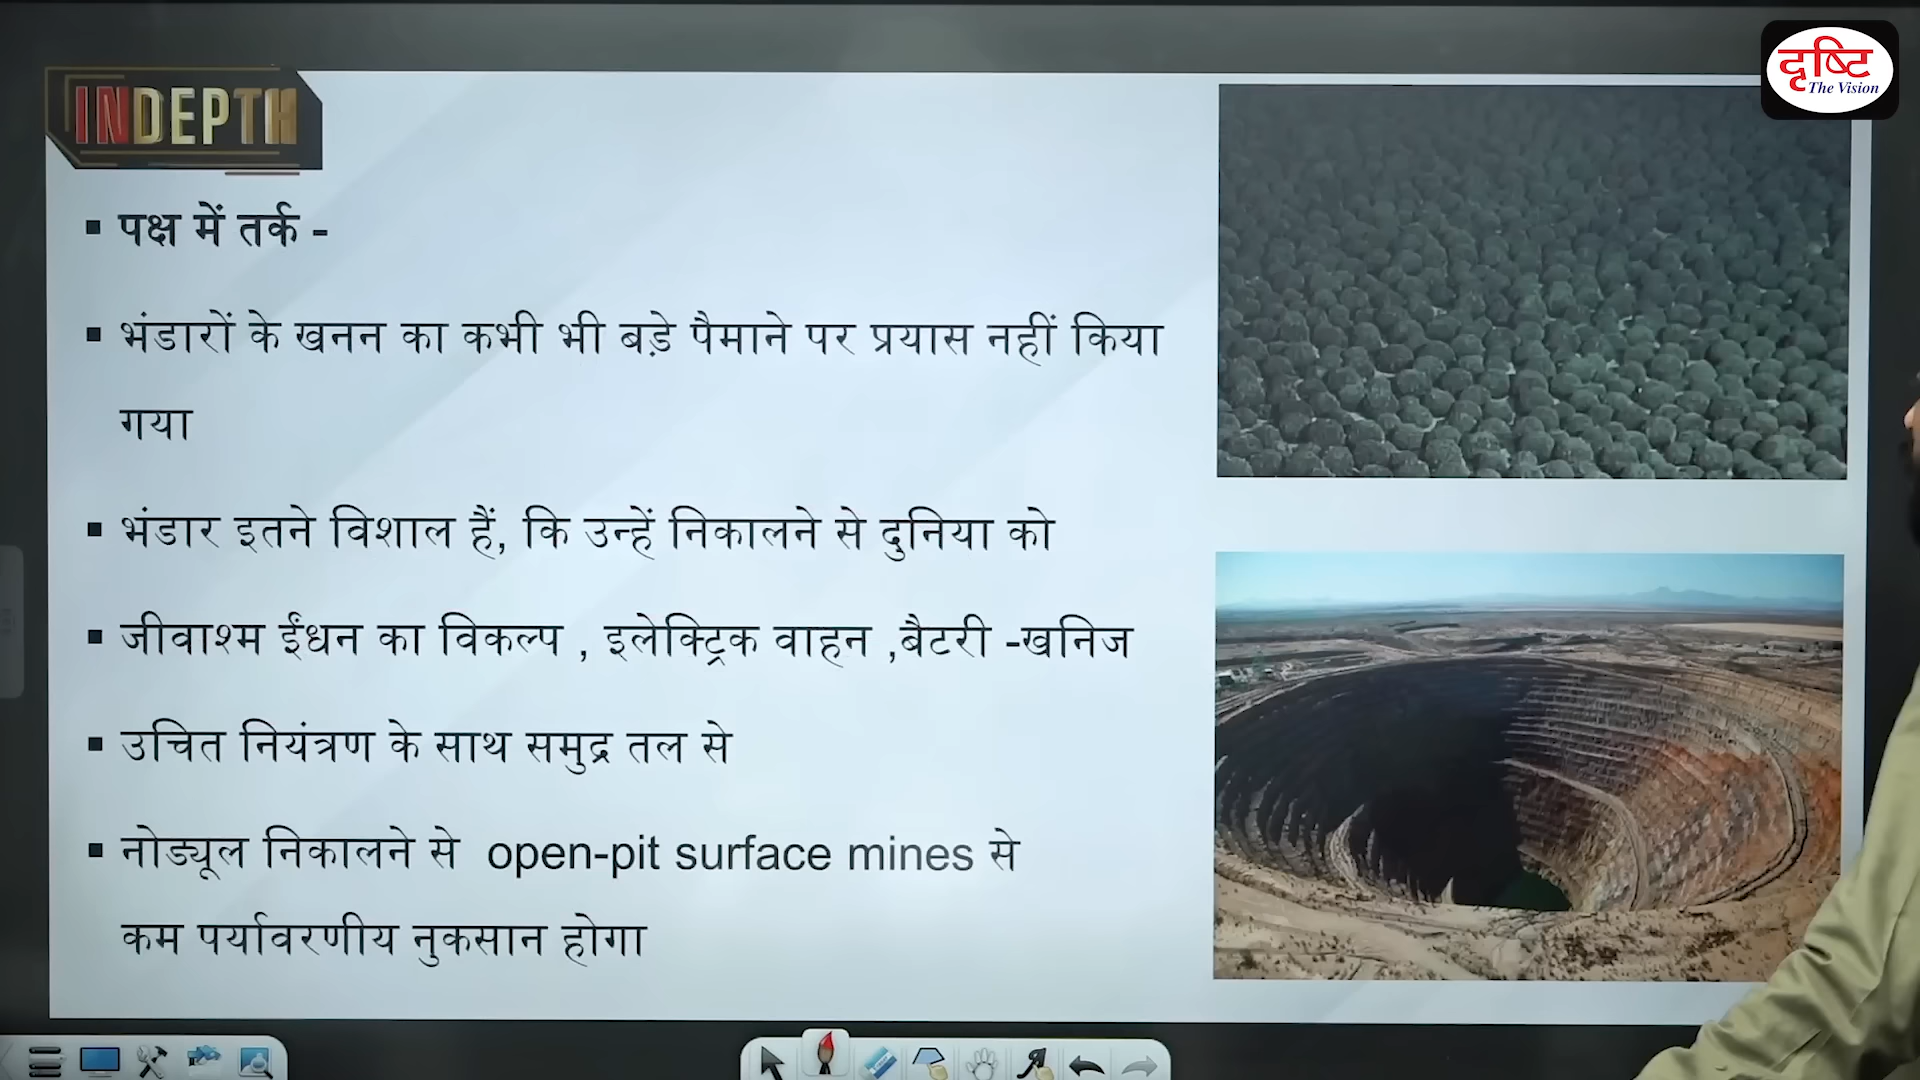 दृष्टि
The Vision
INDEPTH
▪ पक्ष में तर्क -
▪ भंडारों के खनन का कभी भी बड़े पैमाने पर प्रयास नहीं किया
गया
▪ भंडार इतने विशाल हैं, कि उन्हें निकालने से दुनिया को
▪ जीवाश्म ईंधन का विकल्प , इलेक्ट्रिक वाहन ,बैटरी -खनिज
▪ उचित नियंत्रण के साथ समुद्र तल से
▪ नोड्यूल निकालने से open-pit surface mines से
कम पर्यावरणीय नुकसान होगा